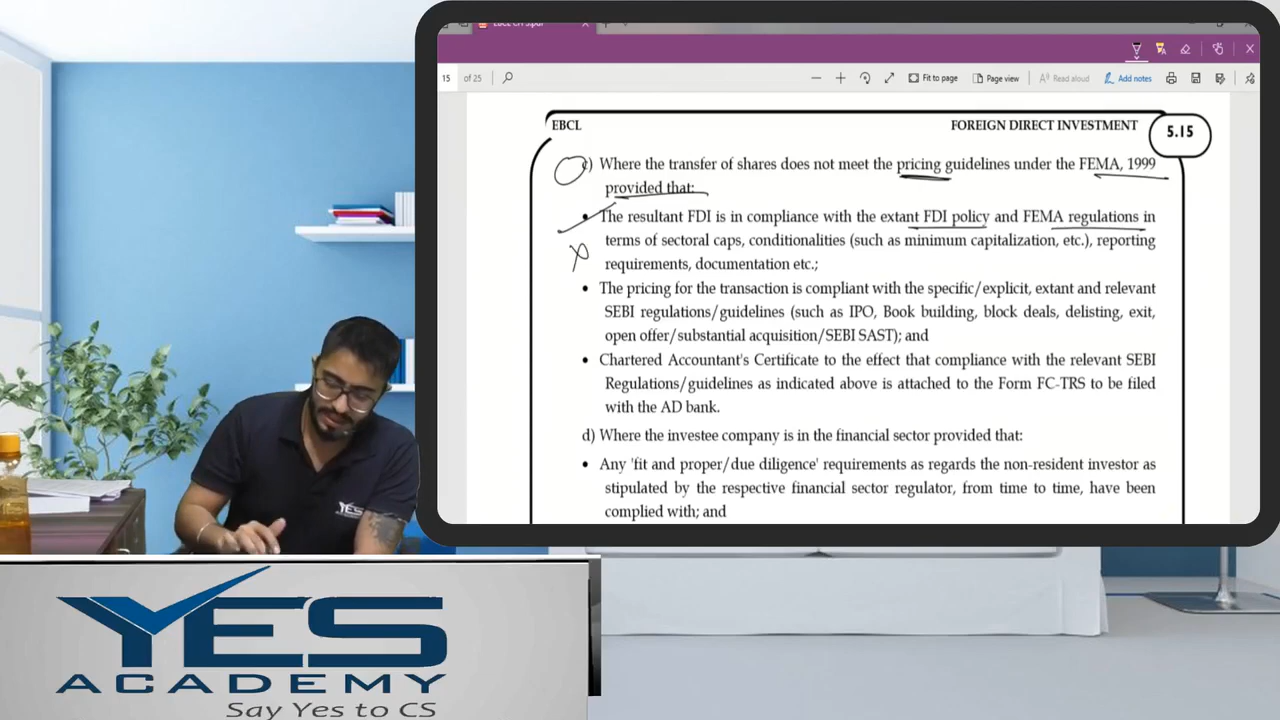 15 of 25
Fit to page
Page view
Read aloud
Add notes
EBCL
FOREIGN DIRECT INVESTMENT
5.15
c) Where the transfer of shares does not meet the pricing guidelines under the FEMA, 1999
provided that:
• The resultant FDI is in compliance with the extant FDI policy and FEMA regulations in
terms of sectoral caps, conditionalities (such as minimum capitalization, etc.), reporting
requirements, documentation etc.;
• The pricing for the transaction is compliant with the specific/explicit, extant and relevant
SEBI regulations/guidelines (such as IPO, Book building, block deals, delisting, exit,
open offer/substantial acquisition/SEBI SAST); and
• Chartered Accountant's Certificate to the effect that compliance with the relevant SEBI
Regulations/guidelines as indicated above is attached to the Form FC-TRS to be filed
with the AD bank.
d) Where the investee company is in the financial sector provided that:
• Any 'fit and proper/due diligence' requirements as regards the non-resident investor as
stipulated by the respective financial sector regulator, from time to time, have been
complied with; and
YES
YES
ACADEMY
Say Yes to CS